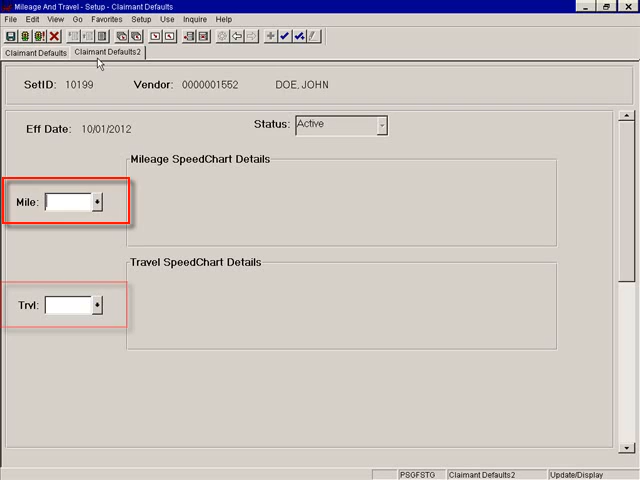 Mileage And Travel - Setup - Claimant Defaults
File Edit View Go Favorites Setup Use Inquire Help
Claimant Defaults Claimant Defaults2
SetID: 10199 Vendor: 0000001552 DOE, JOHN
Eff Date: 10/01/2012 Status: Active
Mileage SpeedChart Details
Mile:
Travel SpeedChart Details
Trvl:
PSGFSTG Claimant Defaults2 Update/Display